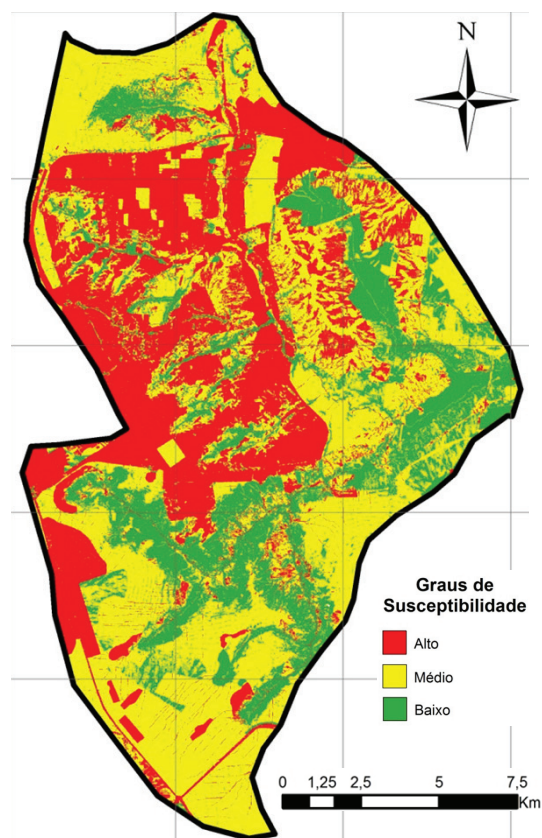 N
Graus de
Susceptibilidade
Alto
Médio
Baixo
0 1,25 2,5 5 7,5
Km